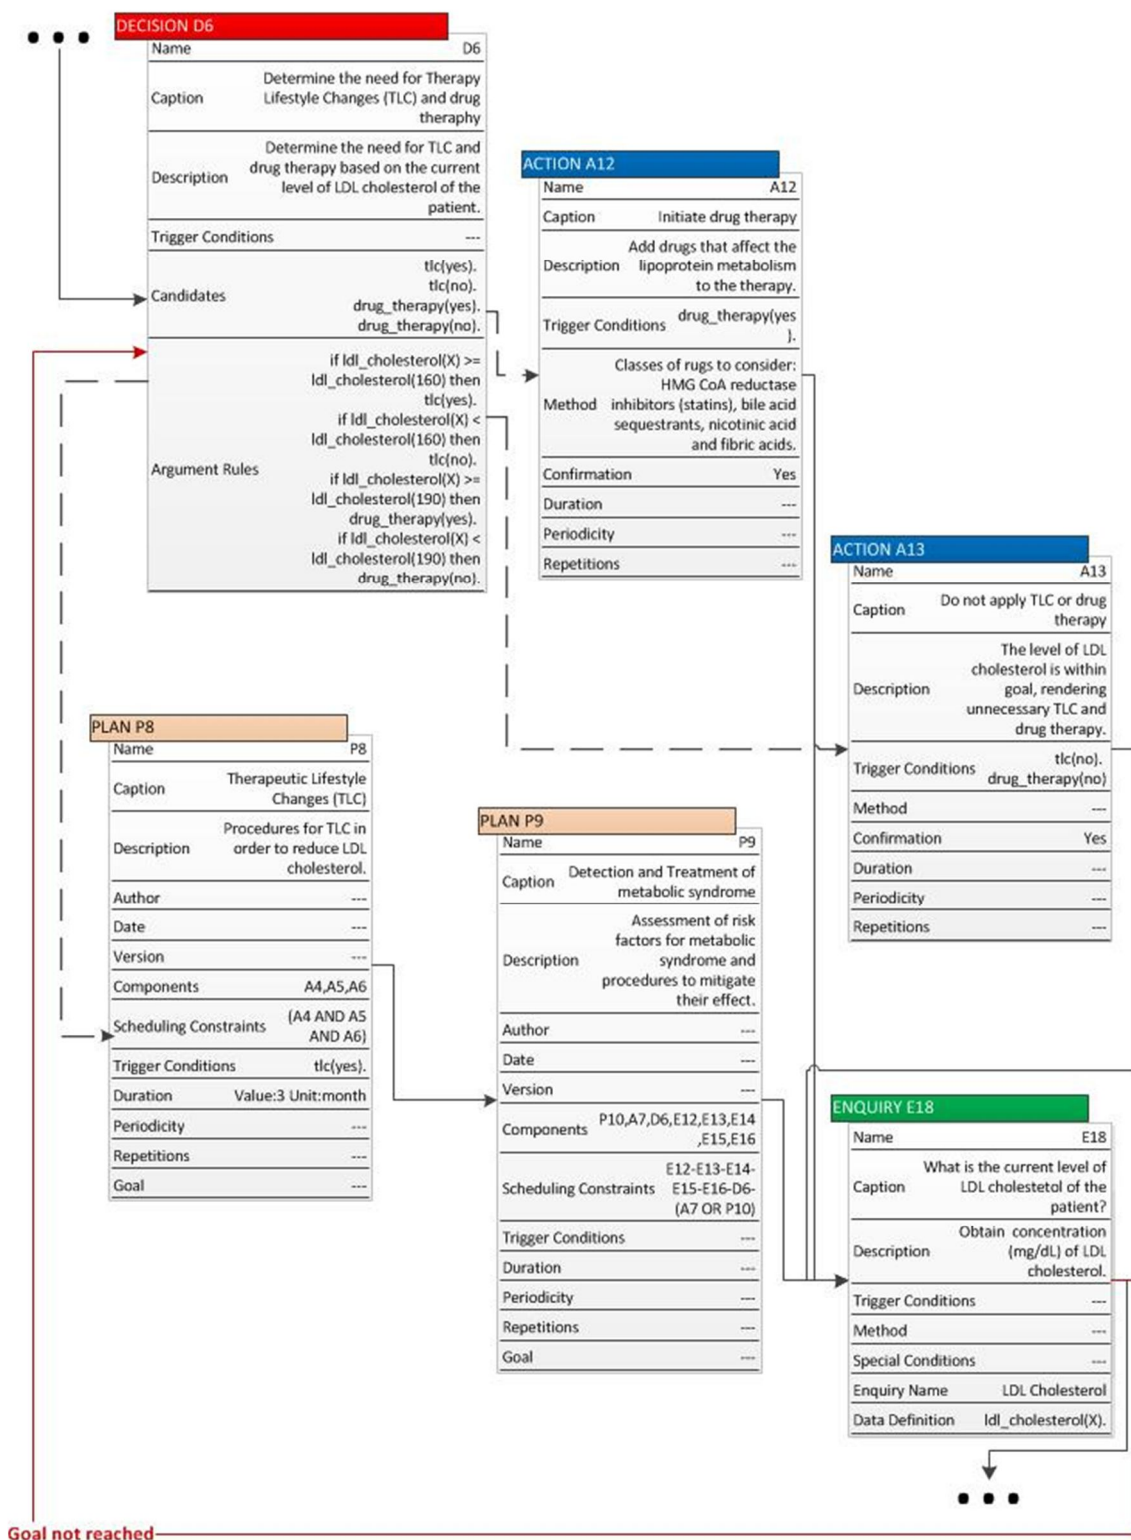 DECISION D6
Name D6
Caption Determine the need for Therapy
Lifestyle Changes (TLC) and drug
theraphy
Description Determine the need for TLC and
drug therapy based on the current
level of LDL cholesterol of the
patient.
Trigger Conditions ---
Candidates tlc(yes).
tlc(no).
drug_therapy(yes).
drug_therapy(no).
Argument Rules if ldl_cholesterol(X) >=
ldl_cholesterol(160) then
tlc(yes).
if ldl_cholesterol(X) <
ldl_cholesterol(160) then
tlc(no).
if ldl_cholesterol(X) >=
ldl_cholesterol(190) then
drug_therapy(yes).
if ldl_cholesterol(X) <
ldl_cholesterol(190) then
drug_therapy(no).
ACTION A12
Name A12
Caption Initiate drug therapy
Description Add drugs that affect the
lipoprotein metabolism
to the therapy.
Trigger Conditions drug_therapy(yes
).
Method Classes of rugs to consider:
HMG CoA reductase
inhibitors (statins), bile acid
sequestrants, nicotinic acid
and fibric acids.
Confirmation Yes
Duration ---
Periodicity ---
Repetitions ---
ACTION A13
Name A13
Caption Do not apply TLC or drug
therapy
Description The level of LDL
cholesterol is within
goal, rendering
unnecessary TLC and
drug therapy.
Trigger Conditions tlc(no).
drug_therapy(no)
Method ---
Confirmation Yes
Duration ---
Periodicity ---
Repetitions ---
PLAN P8
Name P8
Caption Therapeutic Lifestyle
Changes (TLC)
Description Procedures for TLC in
order to reduce LDL
cholesterol.
Author ---
Date ---
Version ---
Components A4,A5,A6
Scheduling Constraints (A4 AND A5
AND A6)
Trigger Conditions tlc(yes).
Duration Value:3 Unit:month
Periodicity ---
Repetitions ---
Goal ---
PLAN P9
Name P9
Caption Detection and Treatment of
metabolic syndrome
Description Assessment of risk
factors for metabolic
syndrome and
procedures to mitigate
their effect.
Author ---
Date ---
Version ---
Components P10,A7,D6,E12,E13,E14
,E15,E16
Scheduling Constraints E12-E13-E14-
E15-E16-D6-
(A7 OR P10)
Trigger Conditions ---
Duration ---
Periodicity ---
Repetitions ---
Goal ---
ENQUIRY E18
Name E18
Caption What is the current level of
LDL cholestetol of the
patient?
Description Obtain concentration
(mg/dL) of LDL
cholesterol.
Trigger Conditions ---
Method ---
Special Conditions ---
Enquiry Name LDL Cholesterol
Data Definition ldl_cholesterol(X).
Goal not reached